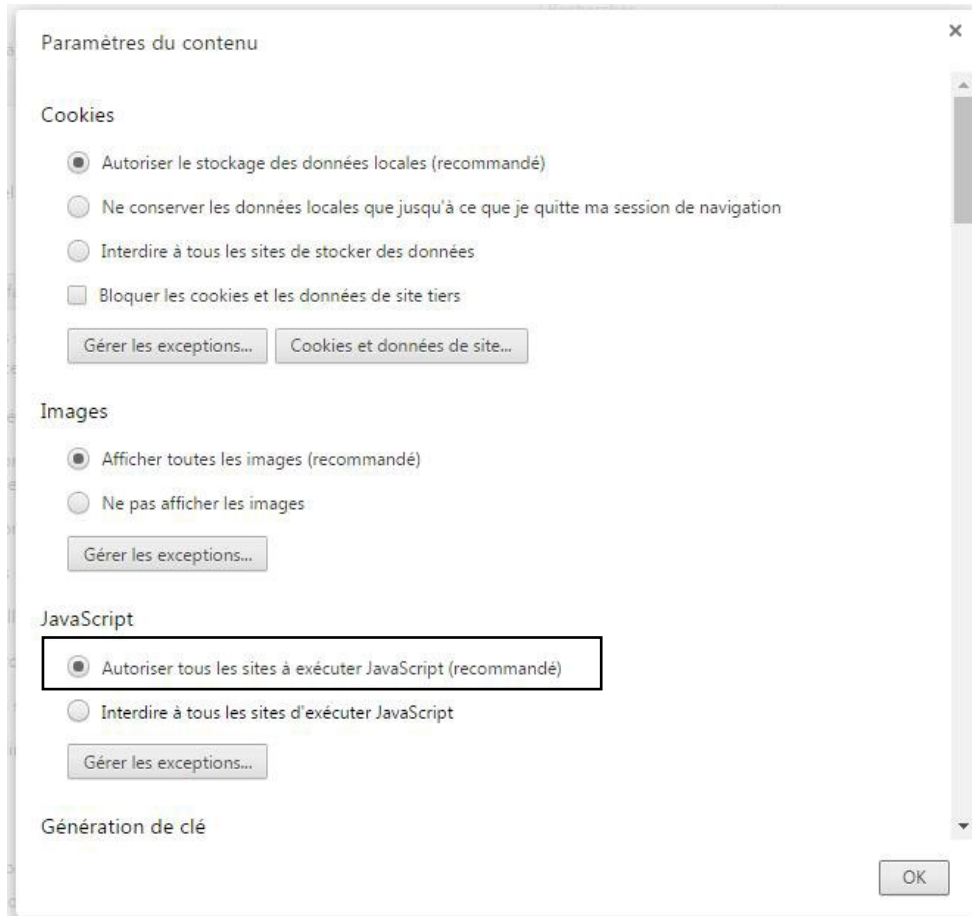 Paramètres du contenu
Cookies
Autoriser le stockage des données locales (recommandé)
Ne conserver les données locales que jusqu'à ce que je quitte ma session de navigation
Interdire à tous les sites de stocker des données
Bloquer les cookies et les données de site tiers
Gérer les exceptions... Cookies et données de site...
Images
Afficher toutes les images (recommandé)
Ne pas afficher les images
Gérer les exceptions...
JavaScript
Autoriser tous les sites à exécuter JavaScript (recommandé)
Interdire à tous les sites d'exécuter JavaScript
Gérer les exceptions...
Génération de clé
OK